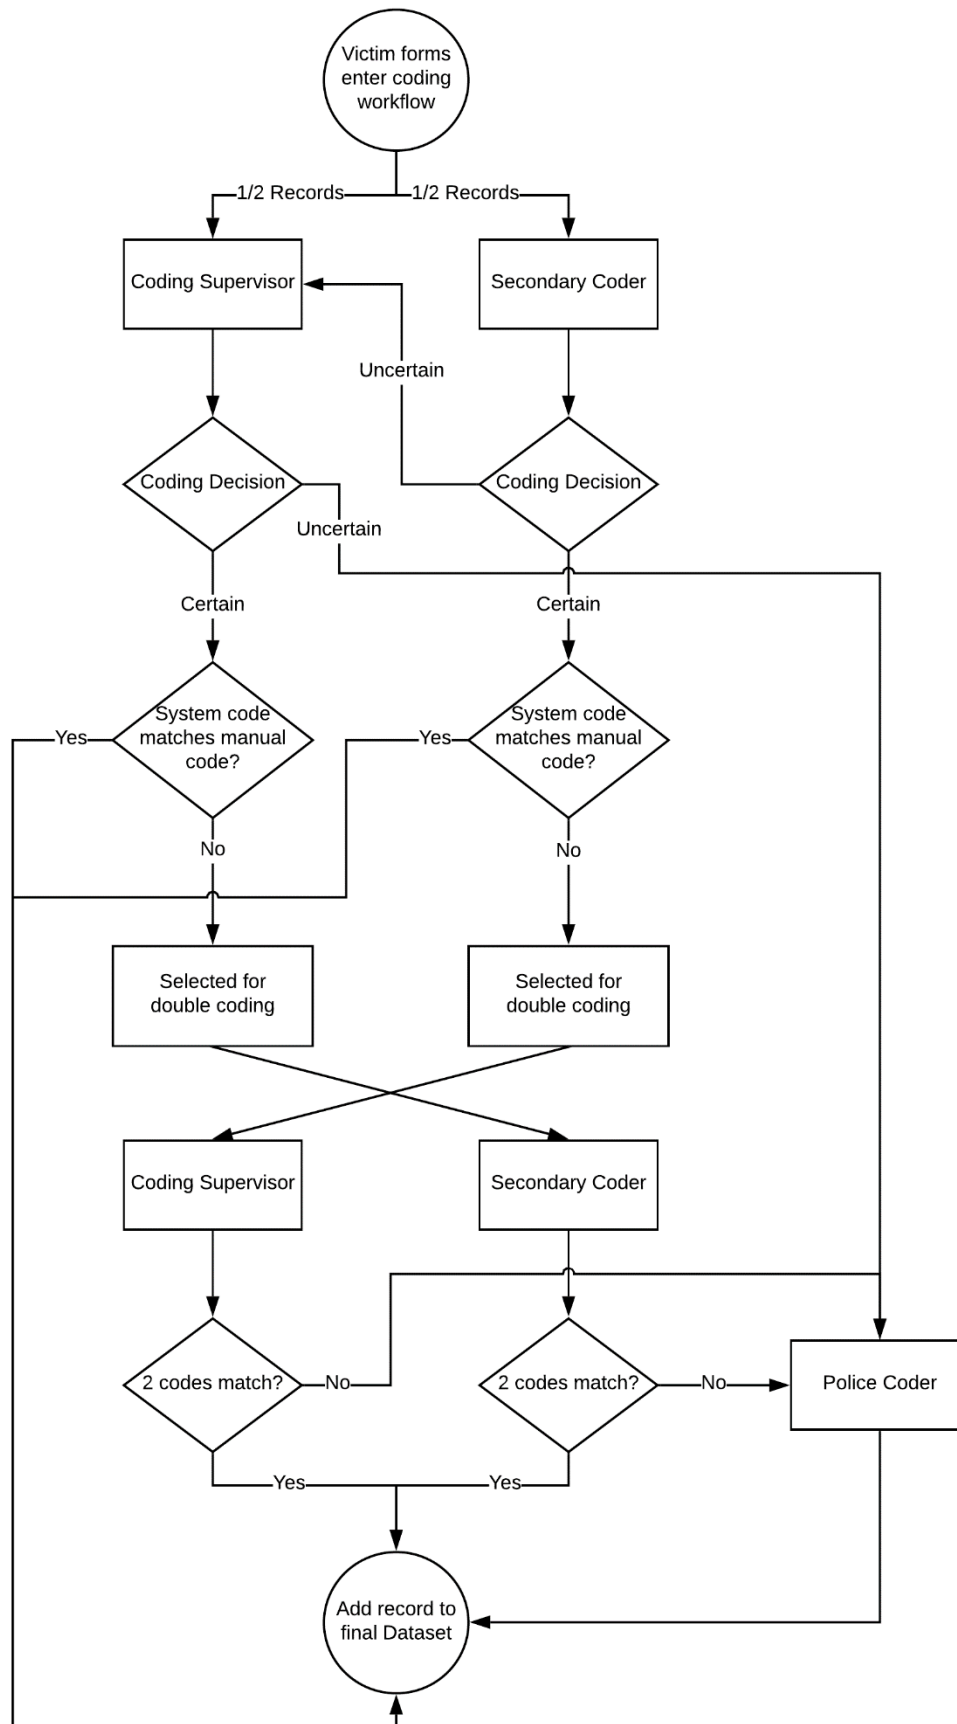 Victim forms
enter coding
workflow
1/2 Records
1/2 Records
Coding Supervisor
Secondary Coder
Uncertain
Coding Decision
Coding Decision
Uncertain
Certain
Certain
System code
matches manual
code?
System code
matches manual
code?
Yes
Yes
No
No
Selected for
double coding
Selected for
double coding
Coding Supervisor
Secondary Coder
2 codes match?
No
2 codes match?
No
Police Coder
Yes
Yes
Add record to
final Dataset